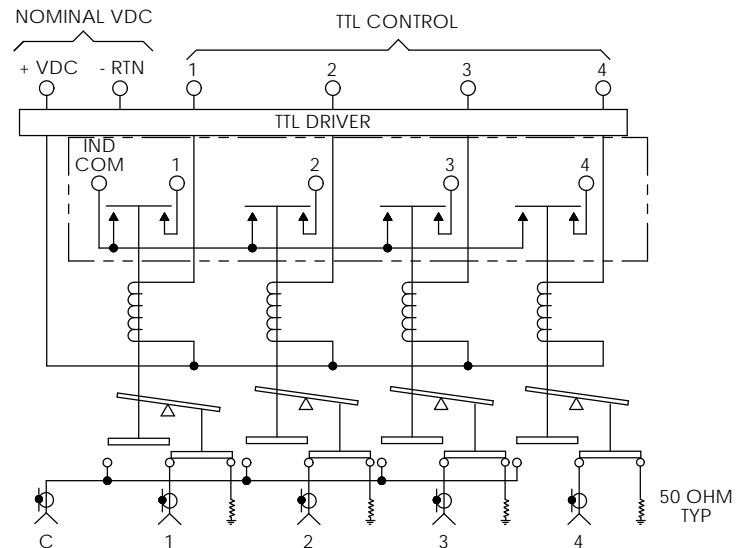 NOMINAL VDC
TTL CONTROL
+ VDC - RTN 1 2 3 4
TTL DRIVER
IND
COM 1 2 3 4
50 OHM
TYP
C 1 2 3 4